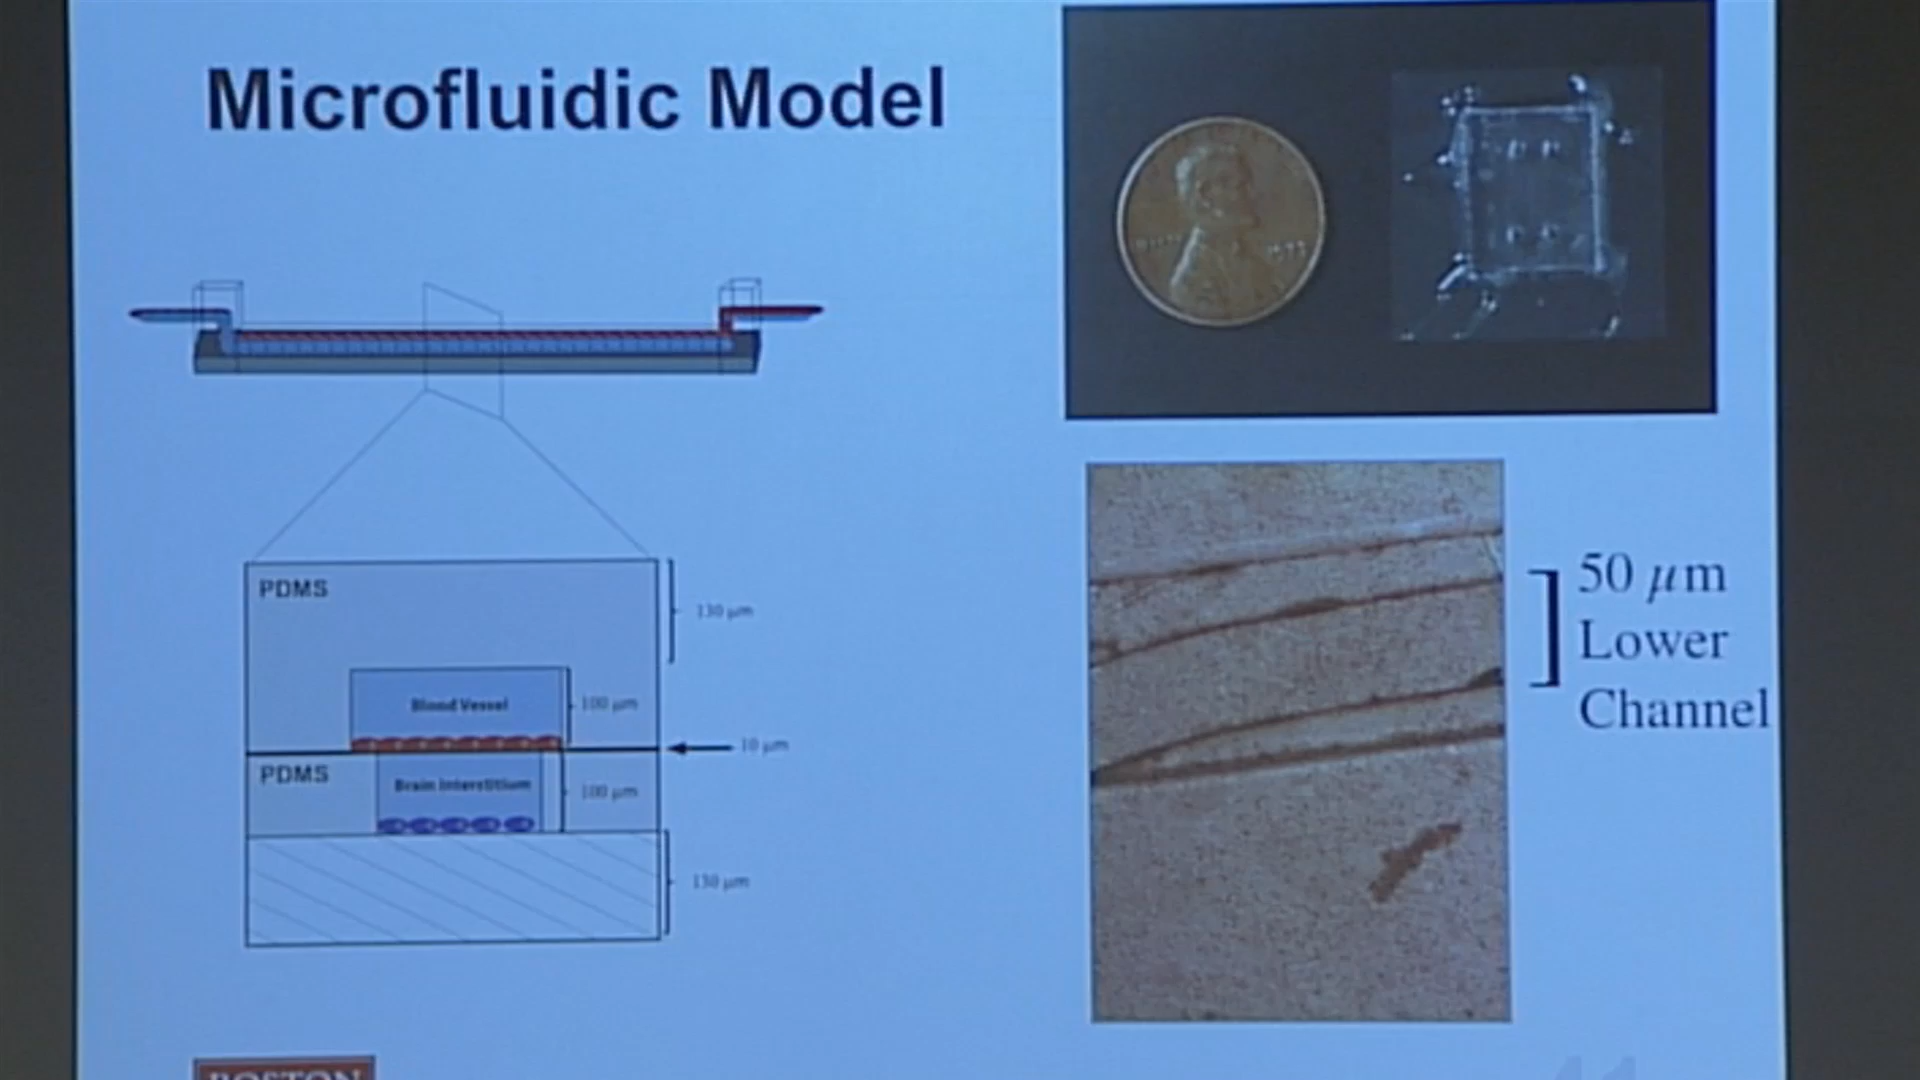 Microfluidic Model
PDMS
130 μm
Blood Vessel
100 μm
10 μm
PDMS
Brain Interstitium
100 μm
130 μm
50 μm
Lower
Channel
BOSTON